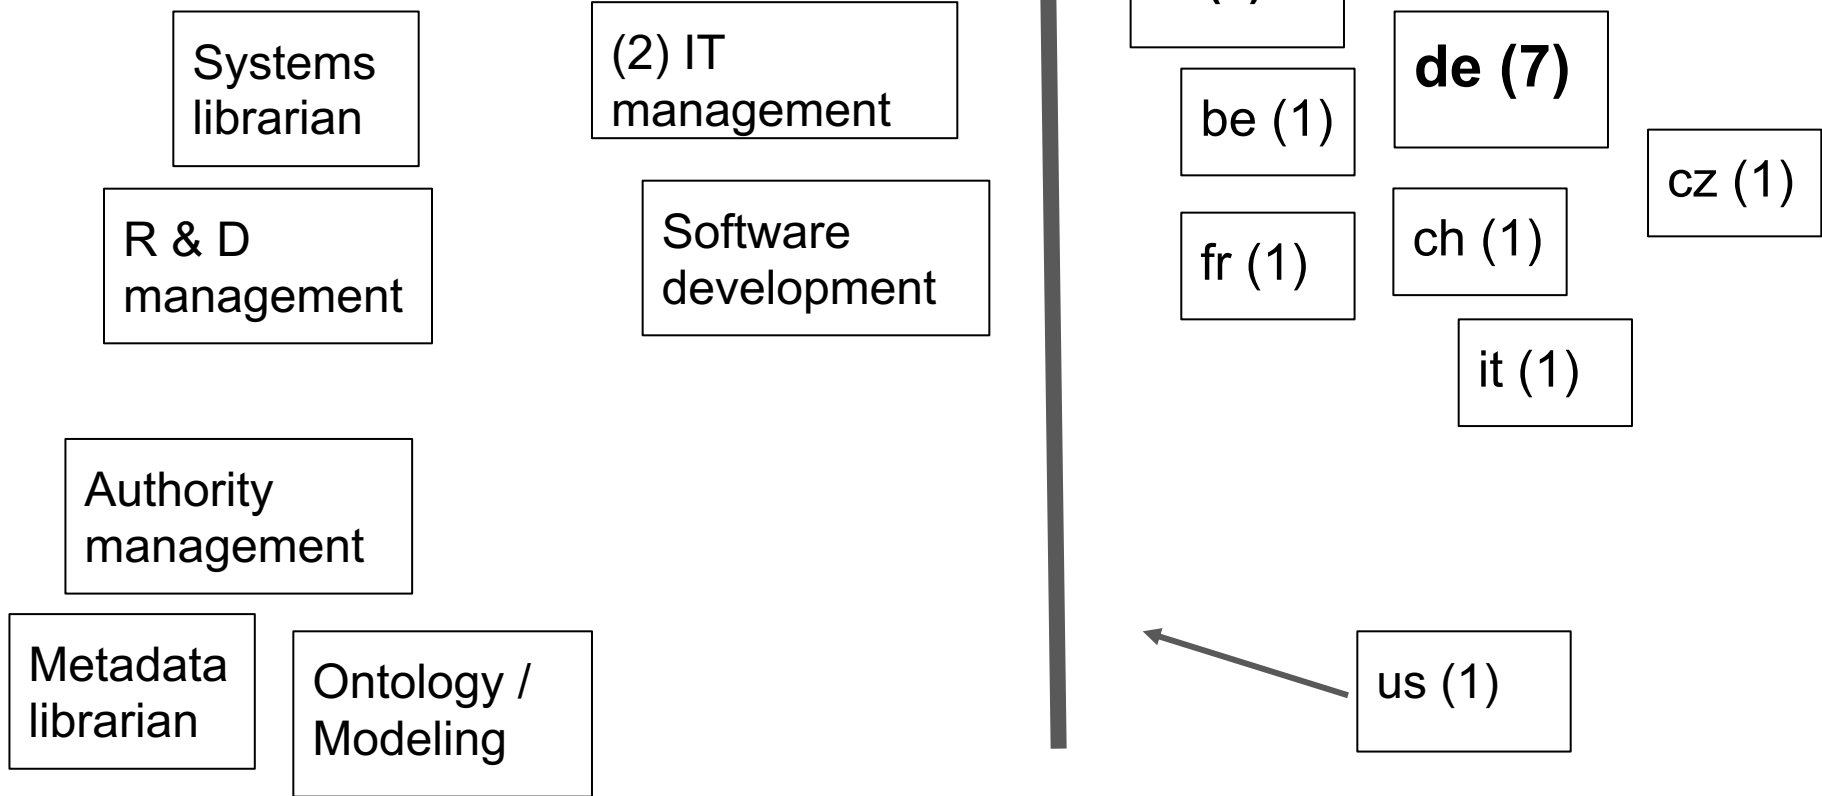 Systems
librarian
(2) IT
management
R & D
management
Software
development
Authority
management
Metadata
librarian
Ontology /
Modeling
de (7)
be (1)
cz (1)
fr (1)
ch (1)
it (1)
us (1)